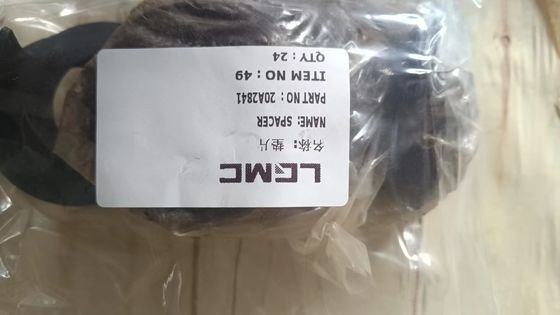 LGMC
名称: 垫片
NAME: SPACER
PART NO: 20A2841
ITEM NO: 49
QTY: 24